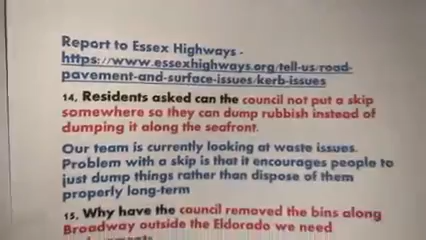 Report to Essex Highways -
https://www.essexhighways.org/tell-us/road-
pavement-and-surface-issues/kerb-issues
14. Residents asked can the council not put a skip
somewhere so they can dump rubbish instead of
dumping it along the seafront.
Our team is currently looking at waste issues.
Problem with a skip is that it encourages people to
just dump things rather than dispose of them
properly long-term
15. Why have the council removed the bins along
Broadway outside the Eldorado we need